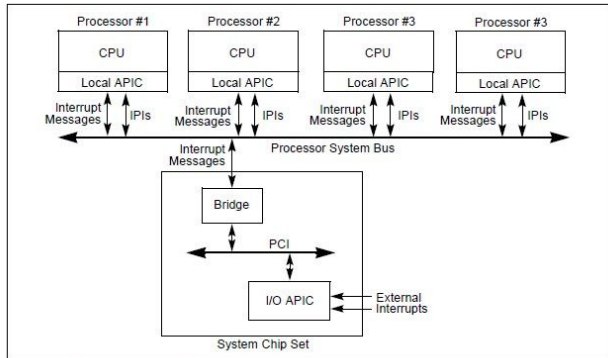 Processor #1
Processor #2
Processor #3
Processor #3
CPU
CPU
CPU
CPU
Local APIC
Local APIC
Local APIC
Local APIC
Interrupt
Messages
IPIs
Interrupt
Messages
IPIs
Interrupt
Messages
IPIs
Interrupt
Messages
IPIs
Interrupt
Messages
Processor System Bus
Bridge
PCI
I/O APIC
External
Interrupts
System Chip Set